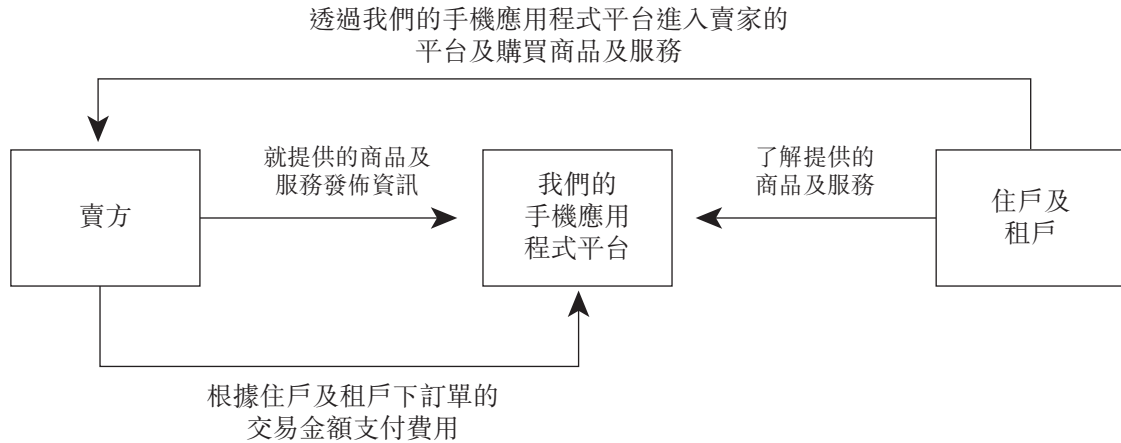 透過我們的手機應用程式平台進入賣家的
平台及購買商品及服務
就提供的商品及
服務發佈資訊
了解提供的
商品及服務
賣方
我們的
手機應用
程式平台
住戶及
租戶
根據住戶及租戶下訂單的
交易金額支付費用